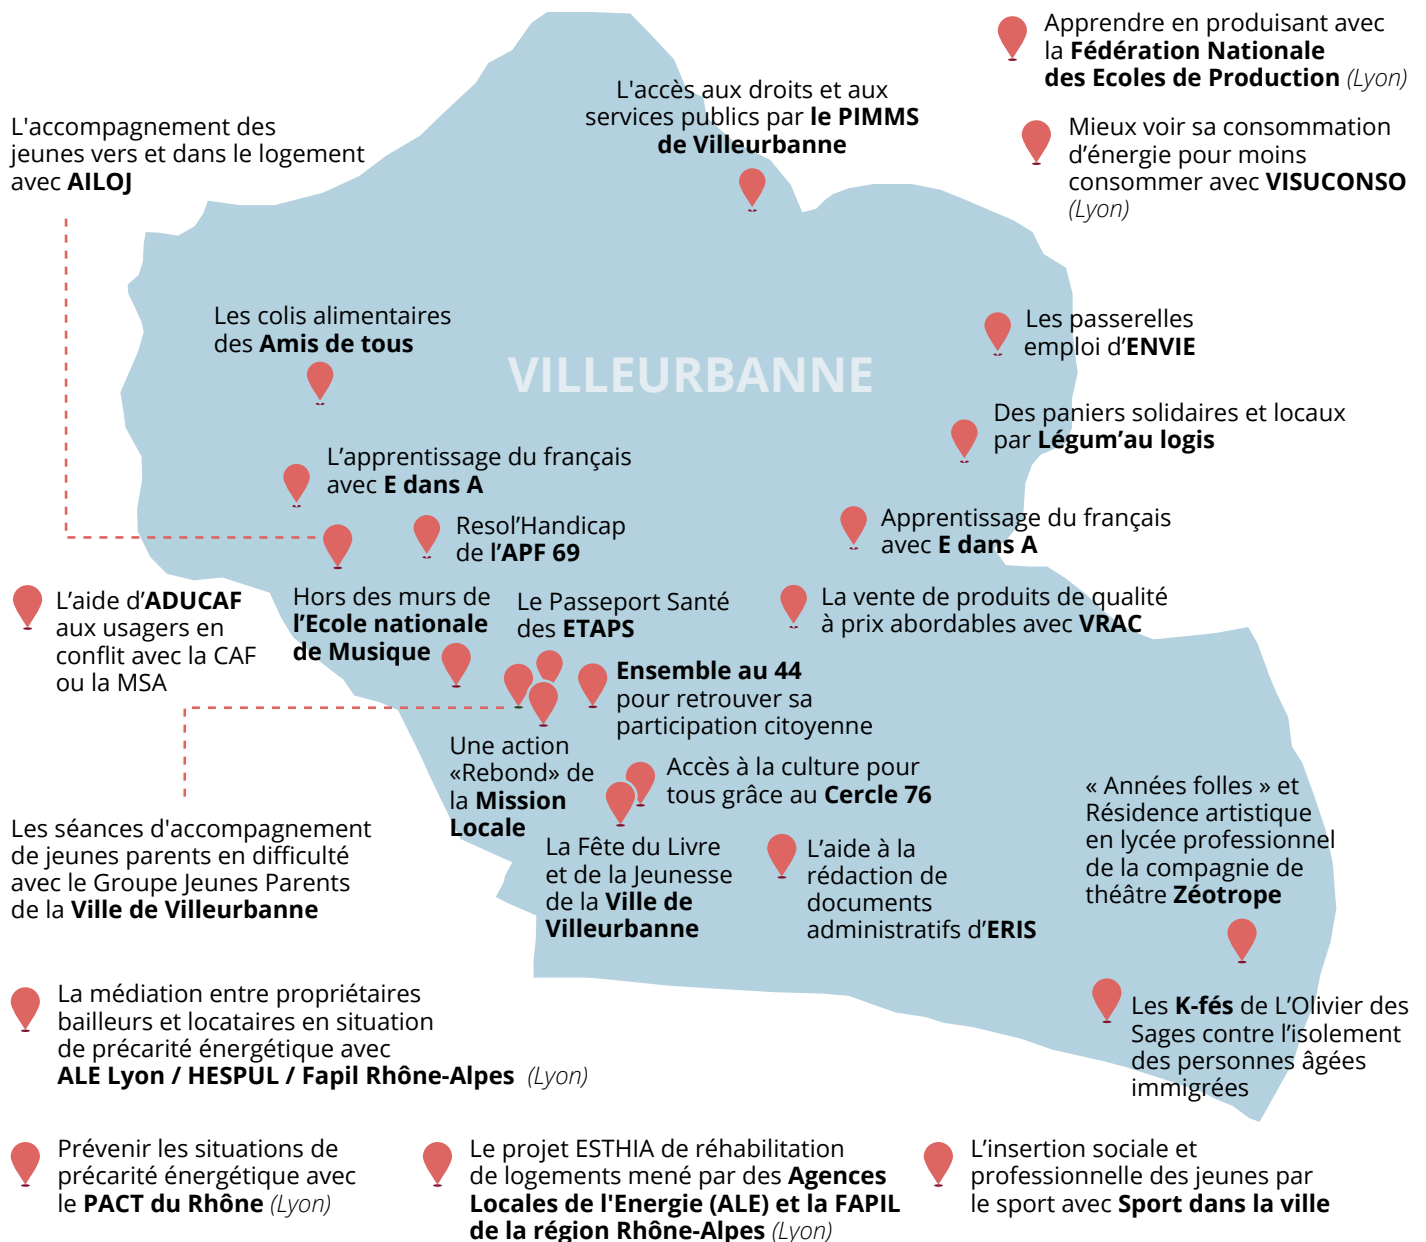 Apprendre en produisant avec
la Fédération Nationale
des Ecoles de Production (Lyon)
L'accès aux droits et aux
services publics par le PIMMS
de Villeurbanne
L'accompagnement des
jeunes vers et dans le logement
avec AILOJ
Mieux voir sa consommation
d’énergie pour moins
consommer avec VISUCONSO
(Lyon)
Les colis alimentaires
des Amis de tous
VILLEURBANNE
Les passerelles
emploi d’ENVIE
Des paniers solidaires et locaux
par Légum’au logis
L’apprentissage du français
avec E dans A
Resol’Handicap
de l’APF 69
Apprentissage du français
avec E dans A
L’aide d’ADUCAF
aux usagers en
conflit avec la CAF
ou la MSA
Hors des murs de
l’Ecole nationale
de Musique
Le Passeport Santé
des ETAPS
La vente de produits de qualité
à prix abordables avec VRAC
Ensemble au 44
pour retrouver sa
participation citoyenne
Une action
«Rebond» de
la Mission
Locale
Accès à la culture pour
tous grâce au Cercle 76
« Années folles » et
Résidence artistique
en lycée professionnel
de la compagnie de
théâtre Zéotrope
Les séances d'accompagnement
de jeunes parents en difficulté
avec le Groupe Jeunes Parents
de la Ville de Villeurbanne
La Fête du Livre
et de la Jeunesse
de la Ville de
Villeurbanne
L’aide à la
rédaction de
documents
administratifs d’ERIS
La médiation entre propriétaires
bailleurs et locataires en situation
de précarité énergétique avec
ALE Lyon / HESPUL / Fapil Rhône-Alpes (Lyon)
Les K-fés de L’Olivier des
Sages contre l’isolement
des personnes âgées
immigrées
Prévenir les situations de
précarité énergétique avec
le PACT du Rhône (Lyon)
Le projet ESTHIA de réhabilitation
de logements mené par des Agences
Locales de l'Energie (ALE) et la FAPIL
de la région Rhône-Alpes (Lyon)
L’insertion sociale et
professionnelle des jeunes par
le sport avec Sport dans la ville